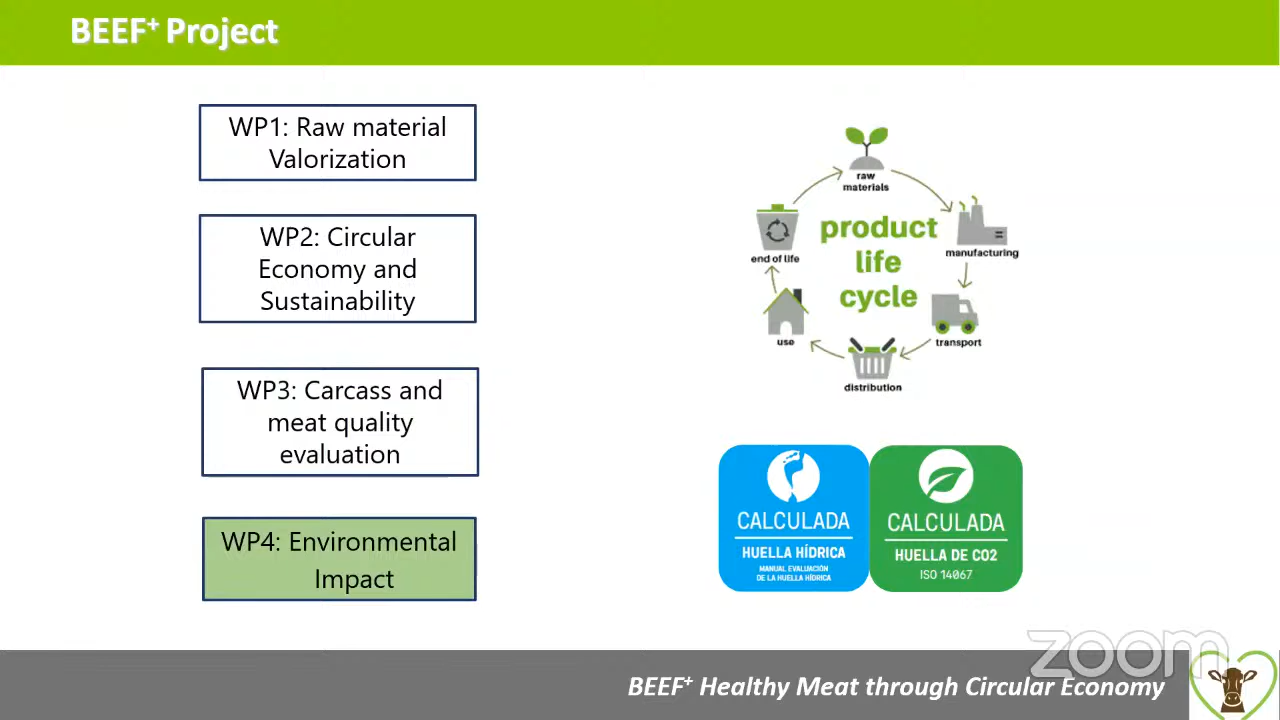 BEEF⁺ Project
WP1: Raw material
Valorization
WP2: Circular
Economy and
Sustainability
WP3: Carcass and
meat quality
evaluation
WP4: Environmental
Impact
raw
materials
manufacturing
transport
distribution
use
end of life
product
life
cycle
CALCULADA
HUELLA HÍDRICA
MANUAL EVALUACIÓN
DE LA HUELLA HÍDRICA
CALCULADA
HUELLA DE CO2
ISO 14067
zoom
BEEF⁺ Healthy Meat through Circular Economy